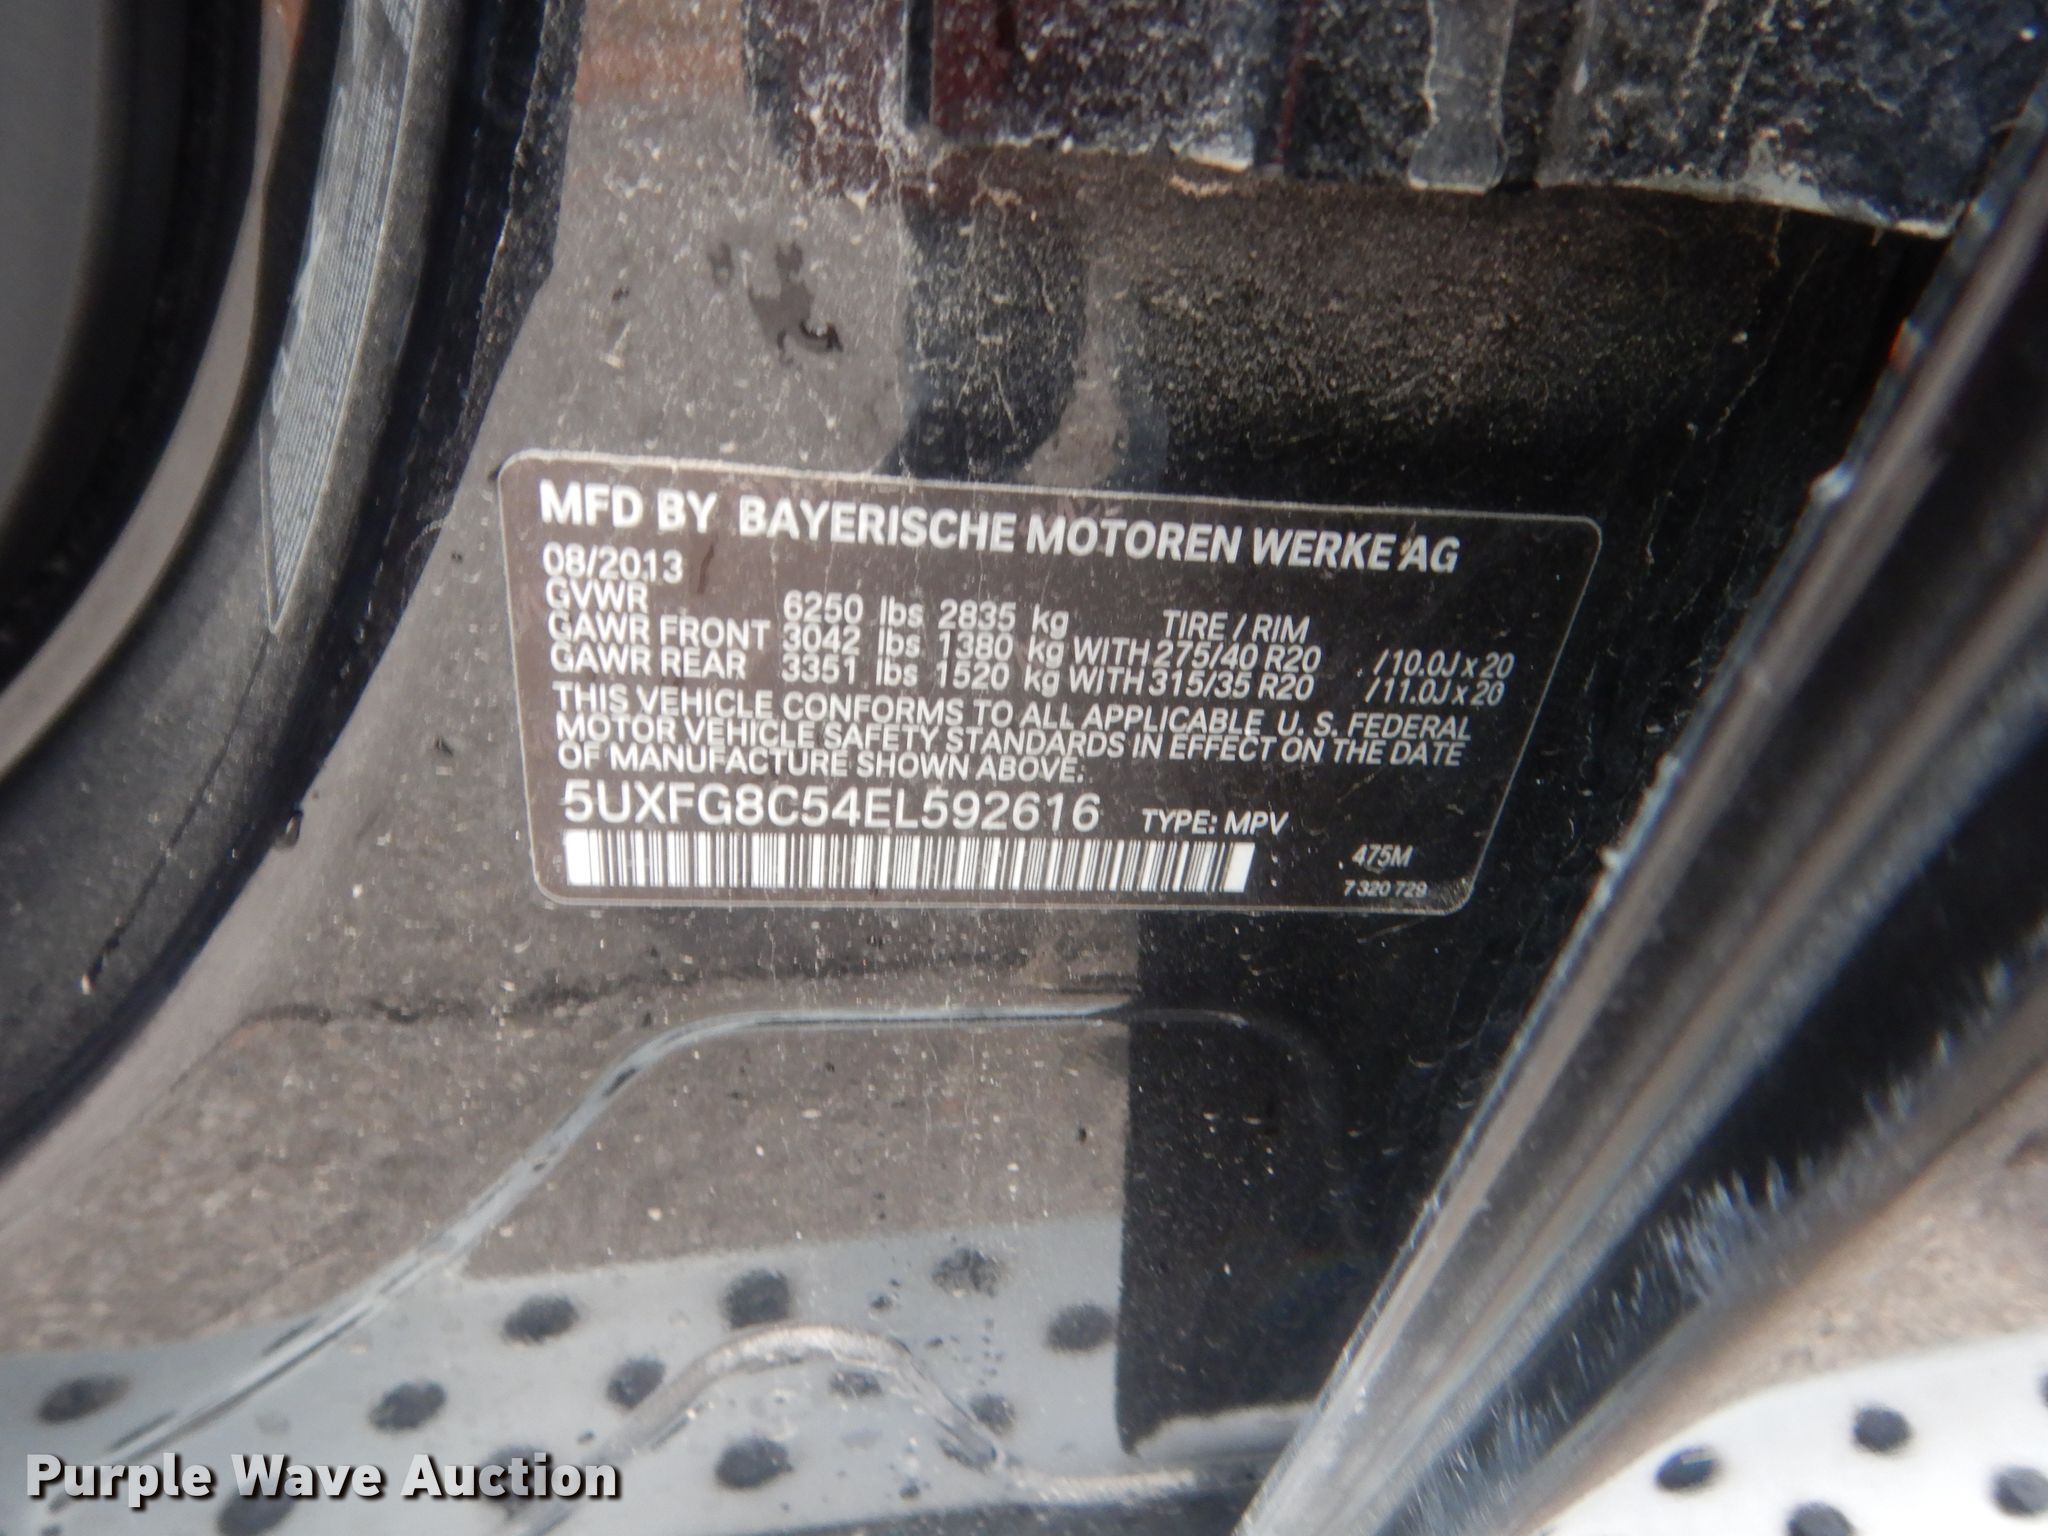 MFD BY BAYERISCHE MOTOREN WERKE AG
08/2013
GVWR 6250 lbs 2835 kg TIRE / RIM
GAWR FRONT 3042 lbs 1380 kg WITH 275/40 R20 /10.0J x 20
GAWR REAR 3351 lbs 1520 kg WITH 315/35 R20 /11.0J x 20
THIS VEHICLE CONFORMS TO ALL APPLICABLE U. S. FEDERAL
MOTOR VEHICLE SAFETY STANDARDS IN EFFECT ON THE DATE
OF MANUFACTURE SHOWN ABOVE:
5UXFG8C54EL592616 TYPE: MPV
475M
7 320 729
Purple Wave Auction